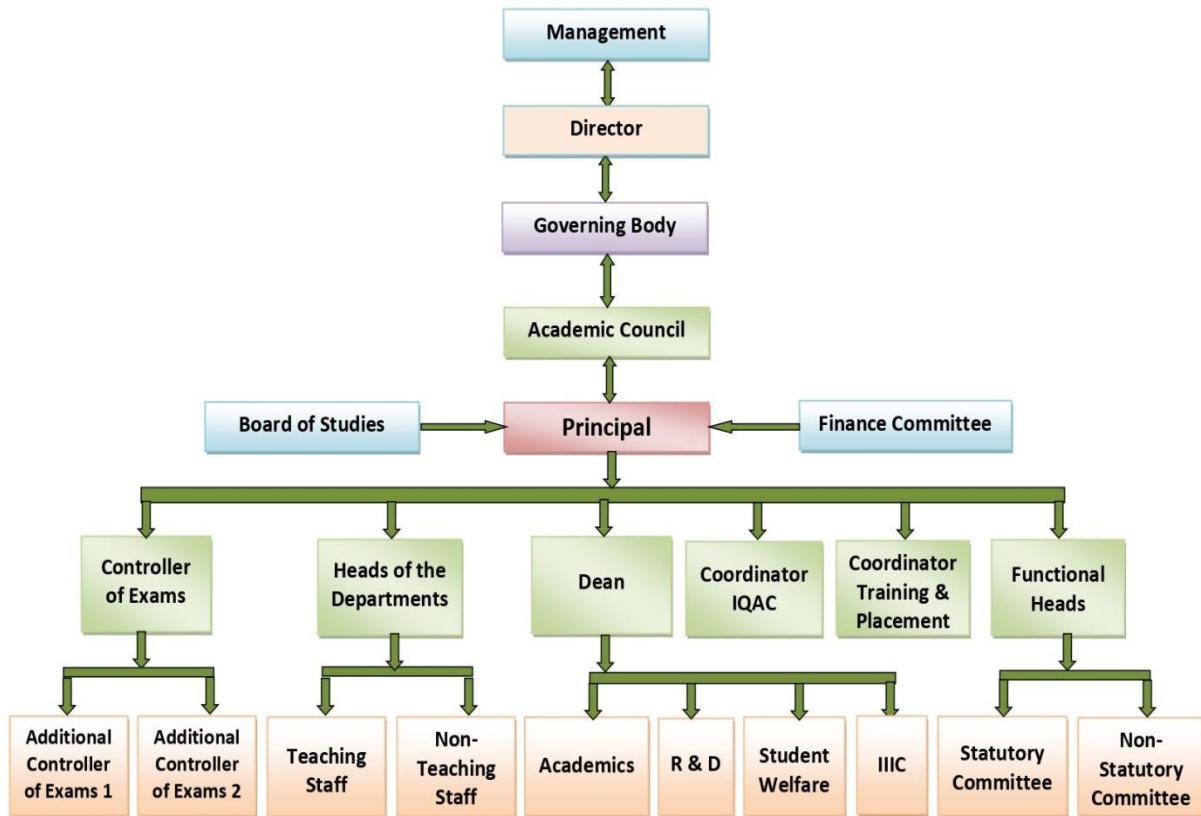 Management
Director
Governing Body
Academic Council
Board of Studies
Principal
Finance Committee
Controller
of Exams
Heads of the
Departments
Dean
Coordinator
IQAC
Coordinator
Training &
Placement
Functional
Heads
Additional
Controller
of Exams 1
Additional
Controller
of Exams 2
Teaching
Staff
Non-
Teaching
Staff
Academics
R & D
Student
Welfare
IIIC
Statutory
Committee
Non-
Statutory
Committee